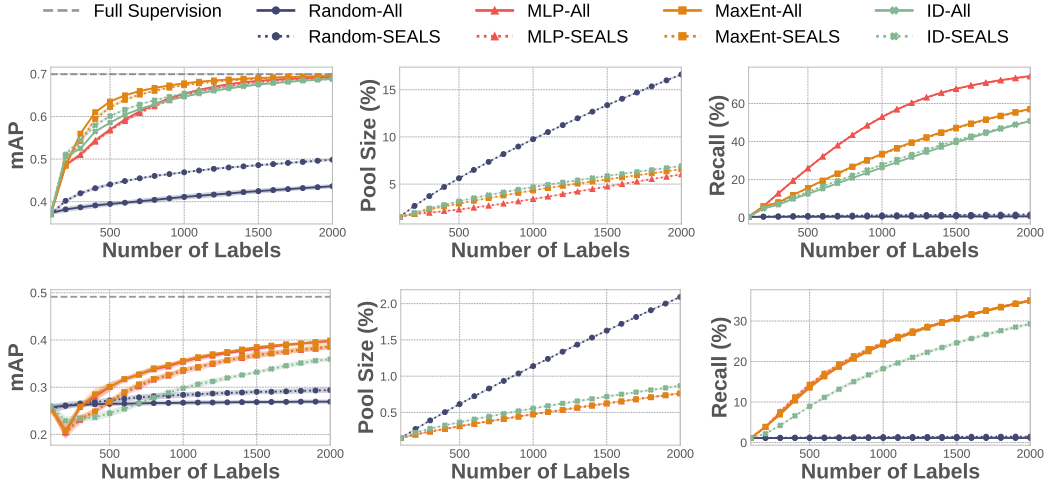 Full Supervision Random-All MLP-All MaxEnt-All ID-All
Random-SEALS MLP-SEALS MaxEnt-SEALS ID-SEALS
mAP
0.7
0.6
0.5
0.4
500 1000 1500 2000
Number of Labels
Pool Size (%)
15
10
5
500 1000 1500 2000
Number of Labels
Recall (%)
60
40
20
0
500 1000 1500 2000
Number of Labels
mAP
0.5
0.4
0.3
0.2
500 1000 1500 2000
Number of Labels
Pool Size (%)
2.0
1.5
1.0
0.5
500 1000 1500 2000
Number of Labels
Recall (%)
30
20
10
0
500 1000 1500 2000
Number of Labels